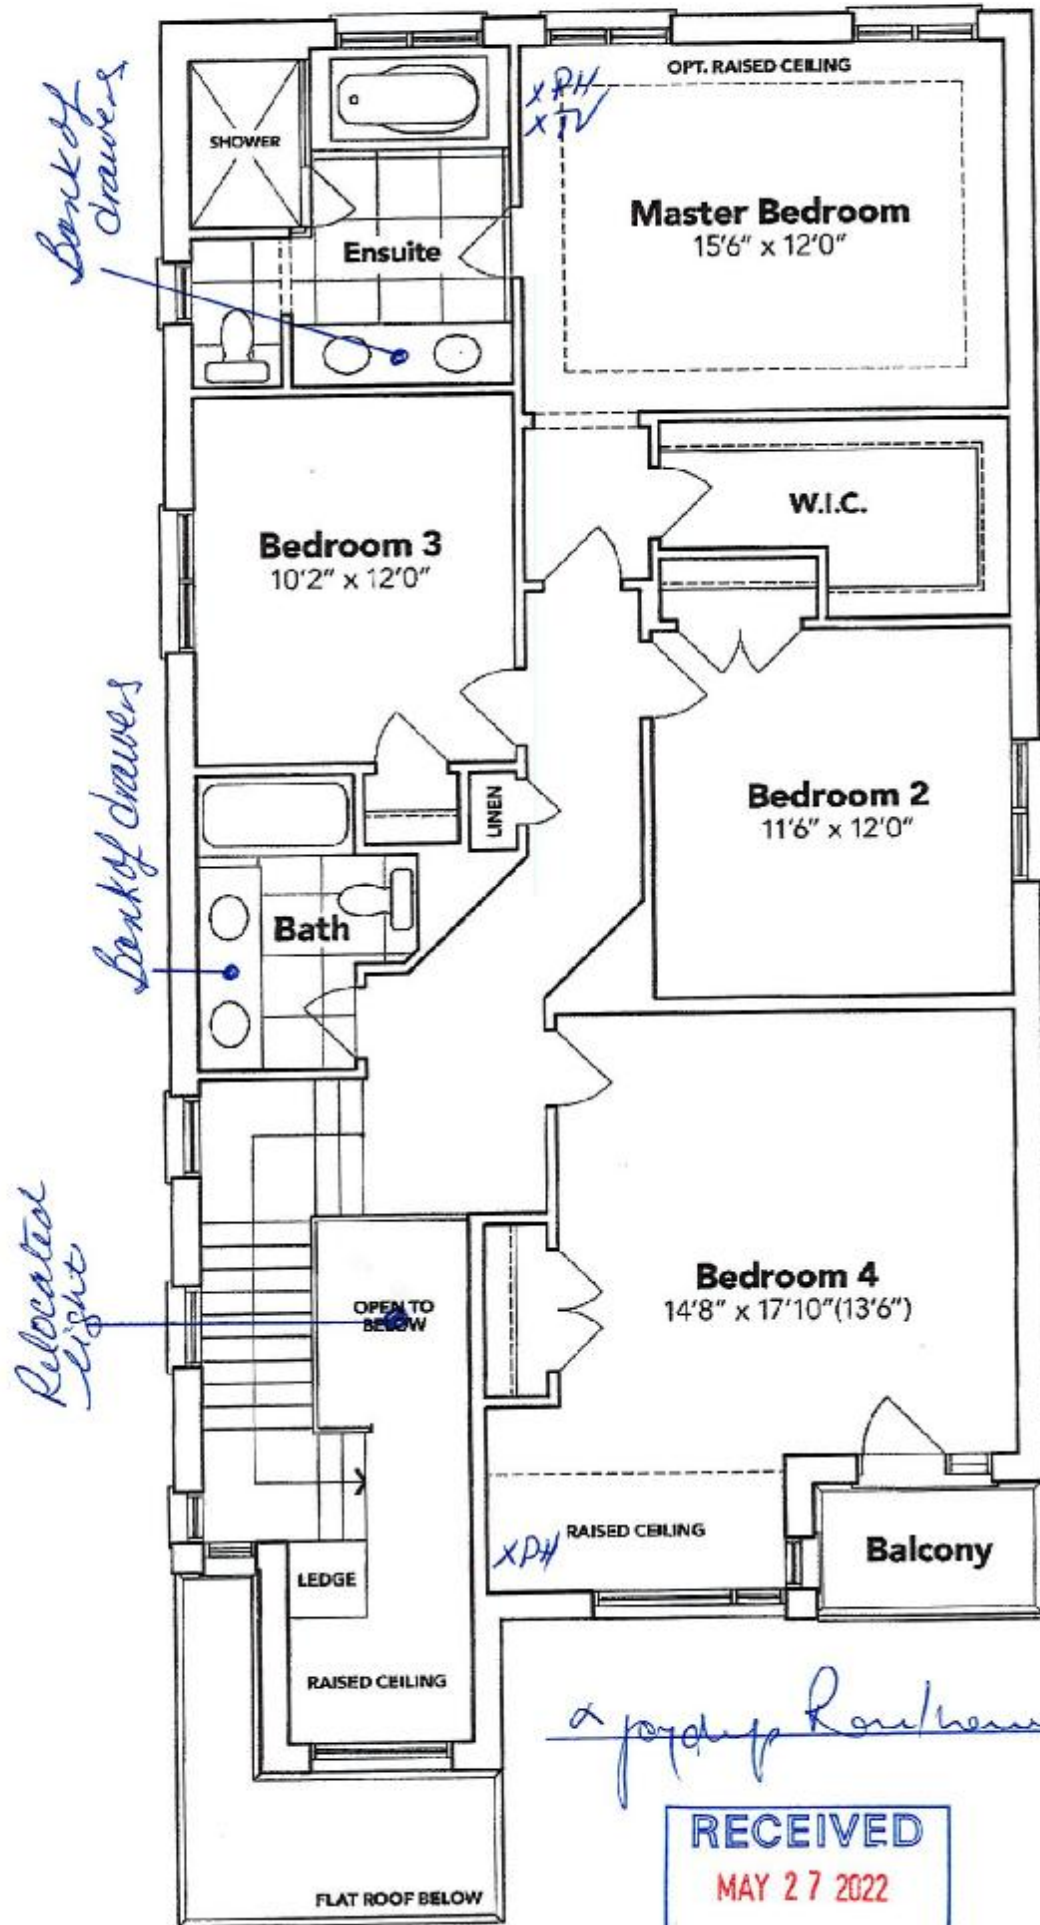 OPT. RAISED CEILING
x PH
x TV
Bank of
drawers
SHOWER
Master Bedroom
15'6" x 12'0"
Ensuite
W.I.C.
Bedroom 3
10'2" x 12'0"
Bank of drawers
LINEN
Bedroom 2
11'6" x 12'0"
Bath
Relocated
light
OPEN TO
BELOW
Bedroom 4
14'8" x 17'10"(13'6")
RAISED CEILING
xPH
Balcony
LEDGE
RAISED CEILING
x
RECEIVED
MAY 27 2022
FLAT ROOF BELOW